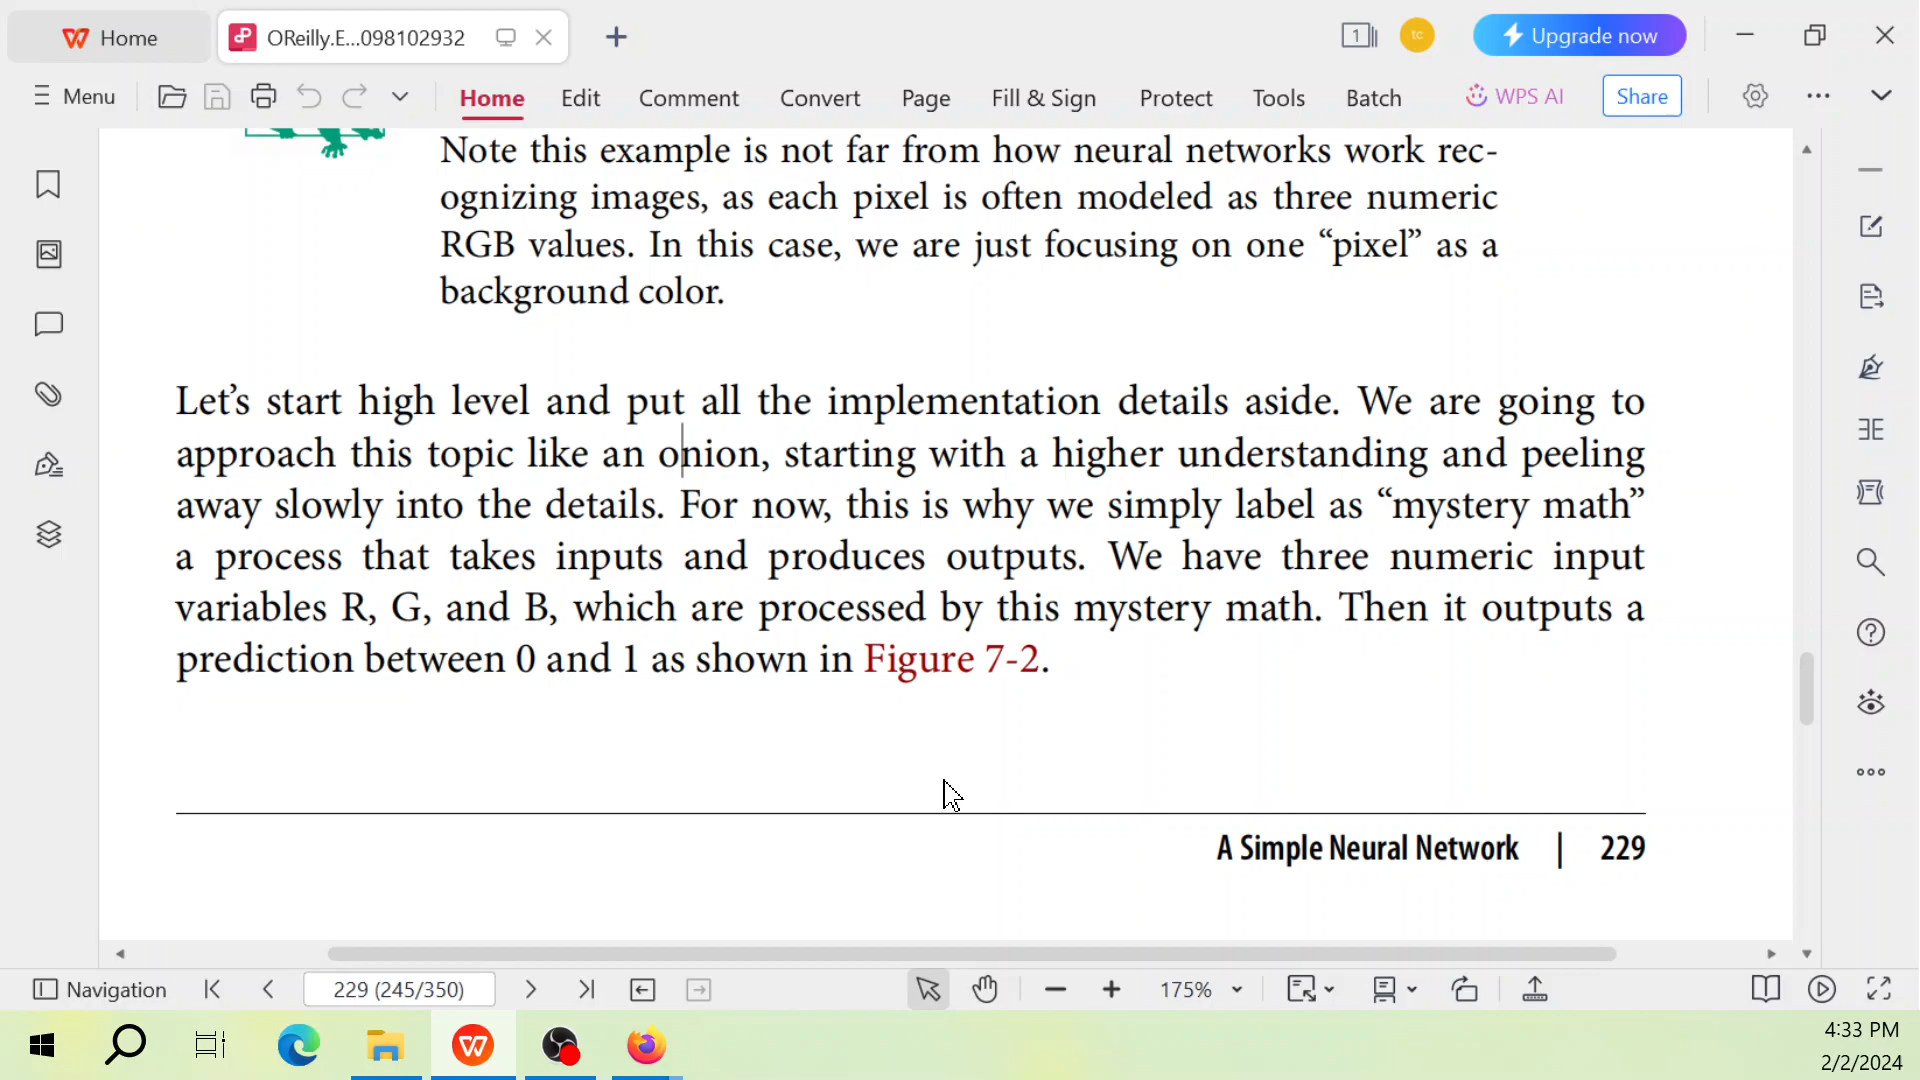 Home
OReilly.E...098102932
1
tc
Upgrade now
Menu
Home
Edit
Comment
Convert
Page
Fill & Sign
Protect
Tools
Batch
WPS AI
Share
Note this example is not far from how neural networks work rec-
ognizing images, as each pixel is often modeled as three numeric
RGB values. In this case, we are just focusing on one “pixel” as a
background color.
Let’s start high level and put all the implementation details aside. We are going to
approach this topic like an onion, starting with a higher understanding and peeling
away slowly into the details. For now, this is why we simply label as “mystery math”
a process that takes inputs and produces outputs. We have three numeric input
variables R, G, and B, which are processed by this mystery math. Then it outputs a
prediction between 0 and 1 as shown in Figure 7-2.
A Simple Neural Network | 229
Navigation
229 (245/350)
175%
4:33 PM
2/2/2024